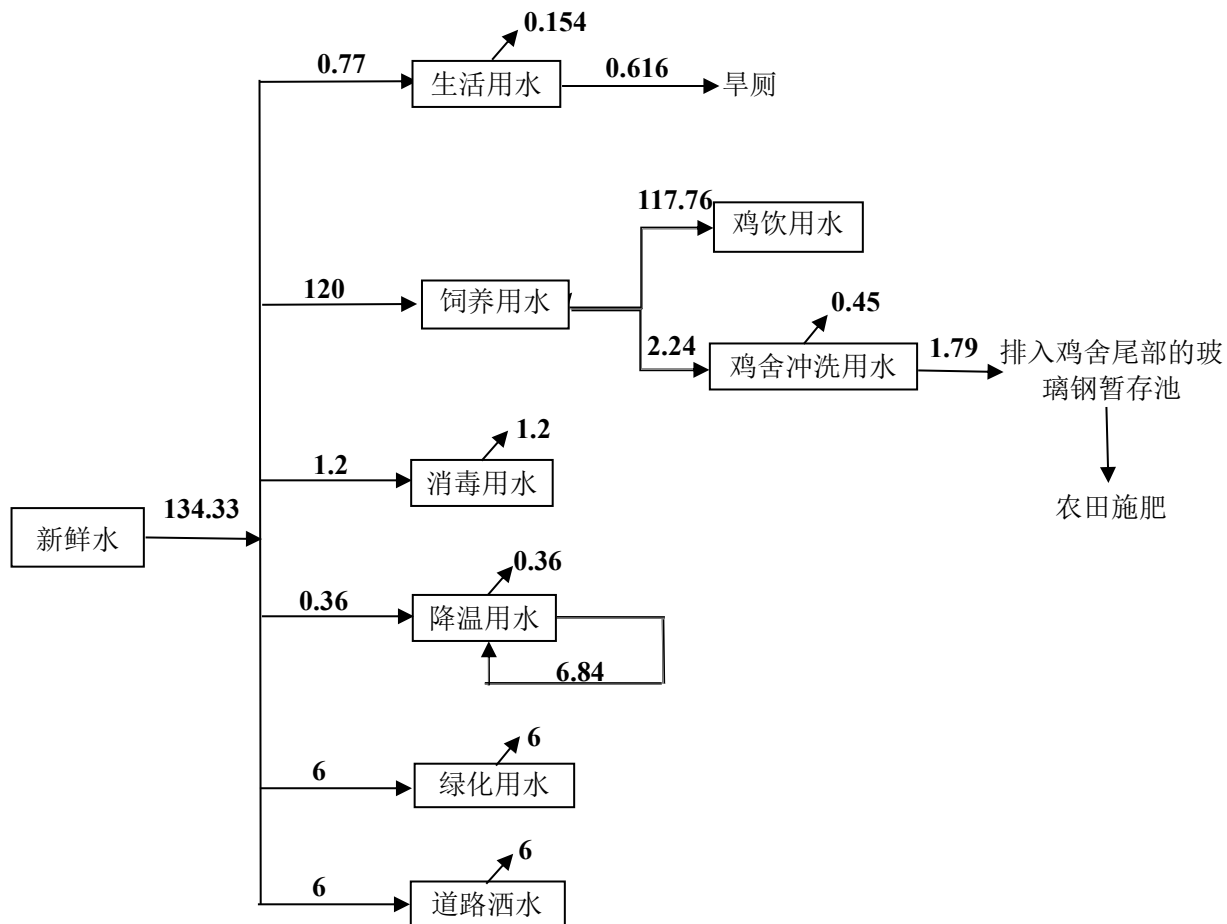 0.154
0.77
生活用水
0.616
旱厕
117.76
鸡饮用水
120
饲养用水
0.45
2.24
鸡舍冲洗用水
1.79
排入鸡舍尾部的玻
璃钢暂存池
农田施肥
1.2
1.2
消毒用水
新鲜水
134.33
0.36
0.36
降温用水
6.84
6
6
绿化用水
6
6
道路洒水